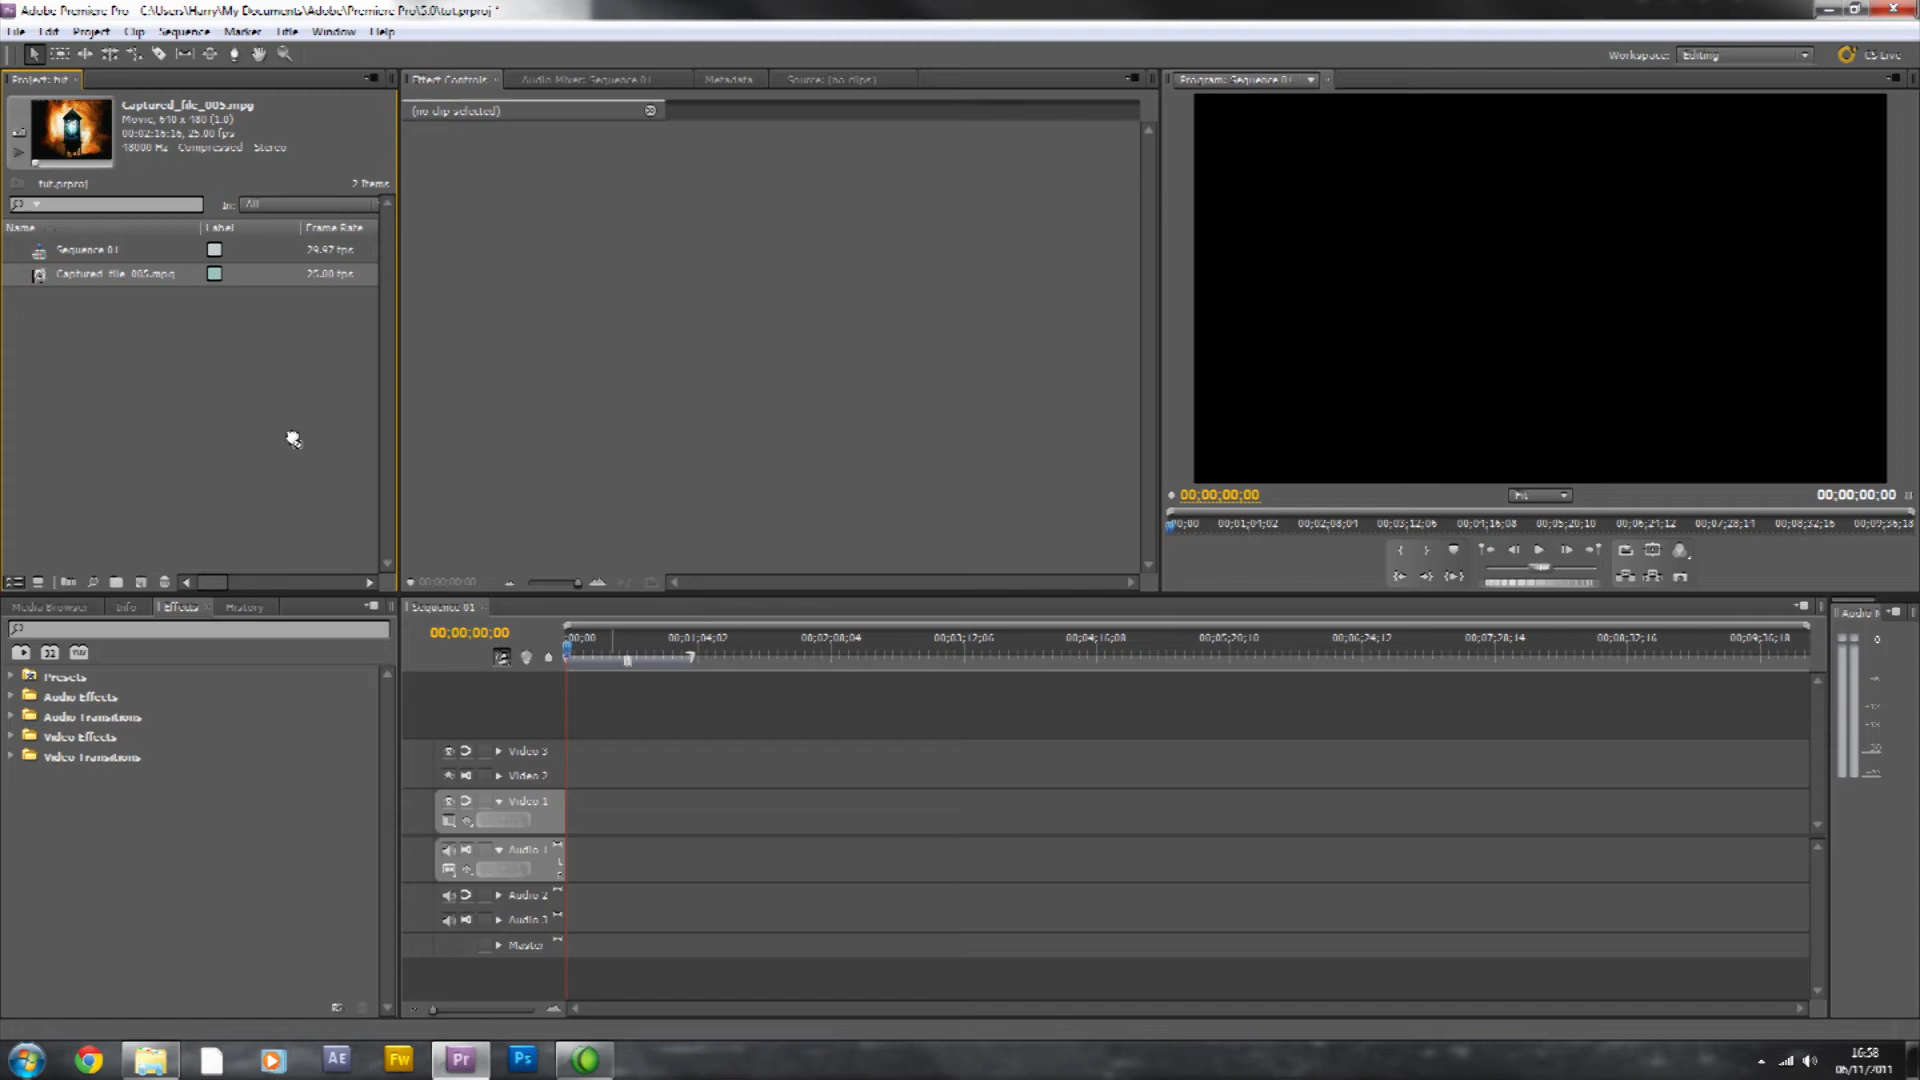 Adobe Premiere Pro - C:\Users\Harry\My Documents\Adobe\Premiere Pro\5.0\tut.prproj *
File Edit Project Clip Sequence Marker Title Window Help
Workspace: Editing CS Live
Project: tut
Effect Controls
Audio Mixer: Sequence 01
Metadata
Source: (no clips)
Program: Sequence 01
Captured_file_005.mpg
Movie, 640 x 480 (1.0)
00:02:16:16, 25.00 fps
48000 Hz - Compressed - Stereo
(no clip selected)
tut.prproj 2 Items
In: All
Name Label Frame Rate
Sequence 01 29.97 fps
Captured_file_005.mpg 25.00 fps
00;00;00;00 Fit 00;00;00;00
00;00 00;01;04;02 00;02;08;04 00;03;12;06 00;04;16;08 00;05;20;10 00;06;24;12 00;07;28;14 00;08;32;16 00;09;36;18
00;00;00;00
Media Browser Info Effects History
Sequence 01
00;00;00;00
;00;00 00;01;04;02 00;02;08;04 00;03;12;06 00;04;16;08 00;05;20;10 00;06;24;12 00;07;28;14 00;08;32;16 00;09;36;18
32 YUV
Presets
Audio Effects
Audio Transitions
Video Effects
Video Transitions
Video 3
Video 2
Video 1
Audio 1
Audio 2
Audio 3
Master
Audio
0
AE Fw Pr Ps
16:58
06/11/2011